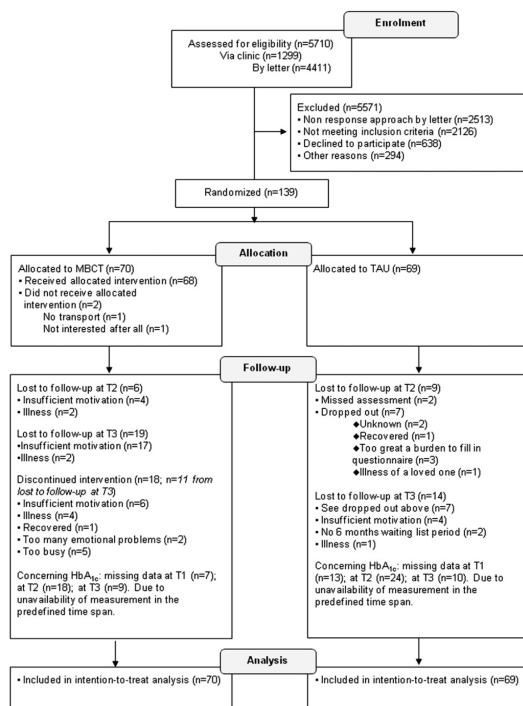 Enrolment
Assessed for eligibility (n=5710)
Via clinic (n=1299)
By letter (n=4411)
Excluded (n=5571)
• Non response approach by letter (n=2513)
• Not meeting inclusion criteria (n=2126)
• Declined to participate (n=638)
• Other reasons (n=294)
Randomized (n=139)
Allocation
Allocated to MBCT (n=70)
• Received allocated intervention (n=68)
• Did not receive allocated
intervention (n=2)
No transport (n=1)
Not interested after all (n=1)
Allocated to TAU (n=69)
Follow-up
Lost to follow-up at T2 (n=6)
• Insufficient motivation (n=4)
• Illness (n=2)
Lost to follow-up at T3 (n=19)
•Insufficient motivation (n=17)
•Illness (n=2)
Discontinued intervention (n=18; n=11 from
lost to follow-up at T3)
• Insufficient motivation (n=6)
• Illness (n=4)
• Recovered (n=1)
• Too many emotional problems (n=2)
• Too busy (n=5)
Concerning HbA1c: missing data at T1 (n=7);
at T2 (n=18); at T3 (n=9). Due to
unavailability of measurement in the
predefined time span.
Lost to follow-up at T2 (n=9)
• Missed assessment (n=2)
• Dropped out (n=7)
◆Unknown (n=2)
◆Recovered (n=1)
◆Too great a burden to fill in
questionnaire (n=3)
◆Illness of a loved one (n=1)
Lost to follow-up at T3 (n=14)
• See dropped out above (n=7)
• Insufficient motivation (n=4)
• No 6 months waiting list period (n=2)
• Illness (n=1)
Concerning HbA1c: missing data at T1
(n=13); at T2 (n=24); at T3 (n=10). Due to
unavailability of measurement in the
predefined time span.
Analysis
• Included in intention-to-treat analysis (n=70)
• Included in intention-to-treat analysis (n=69)